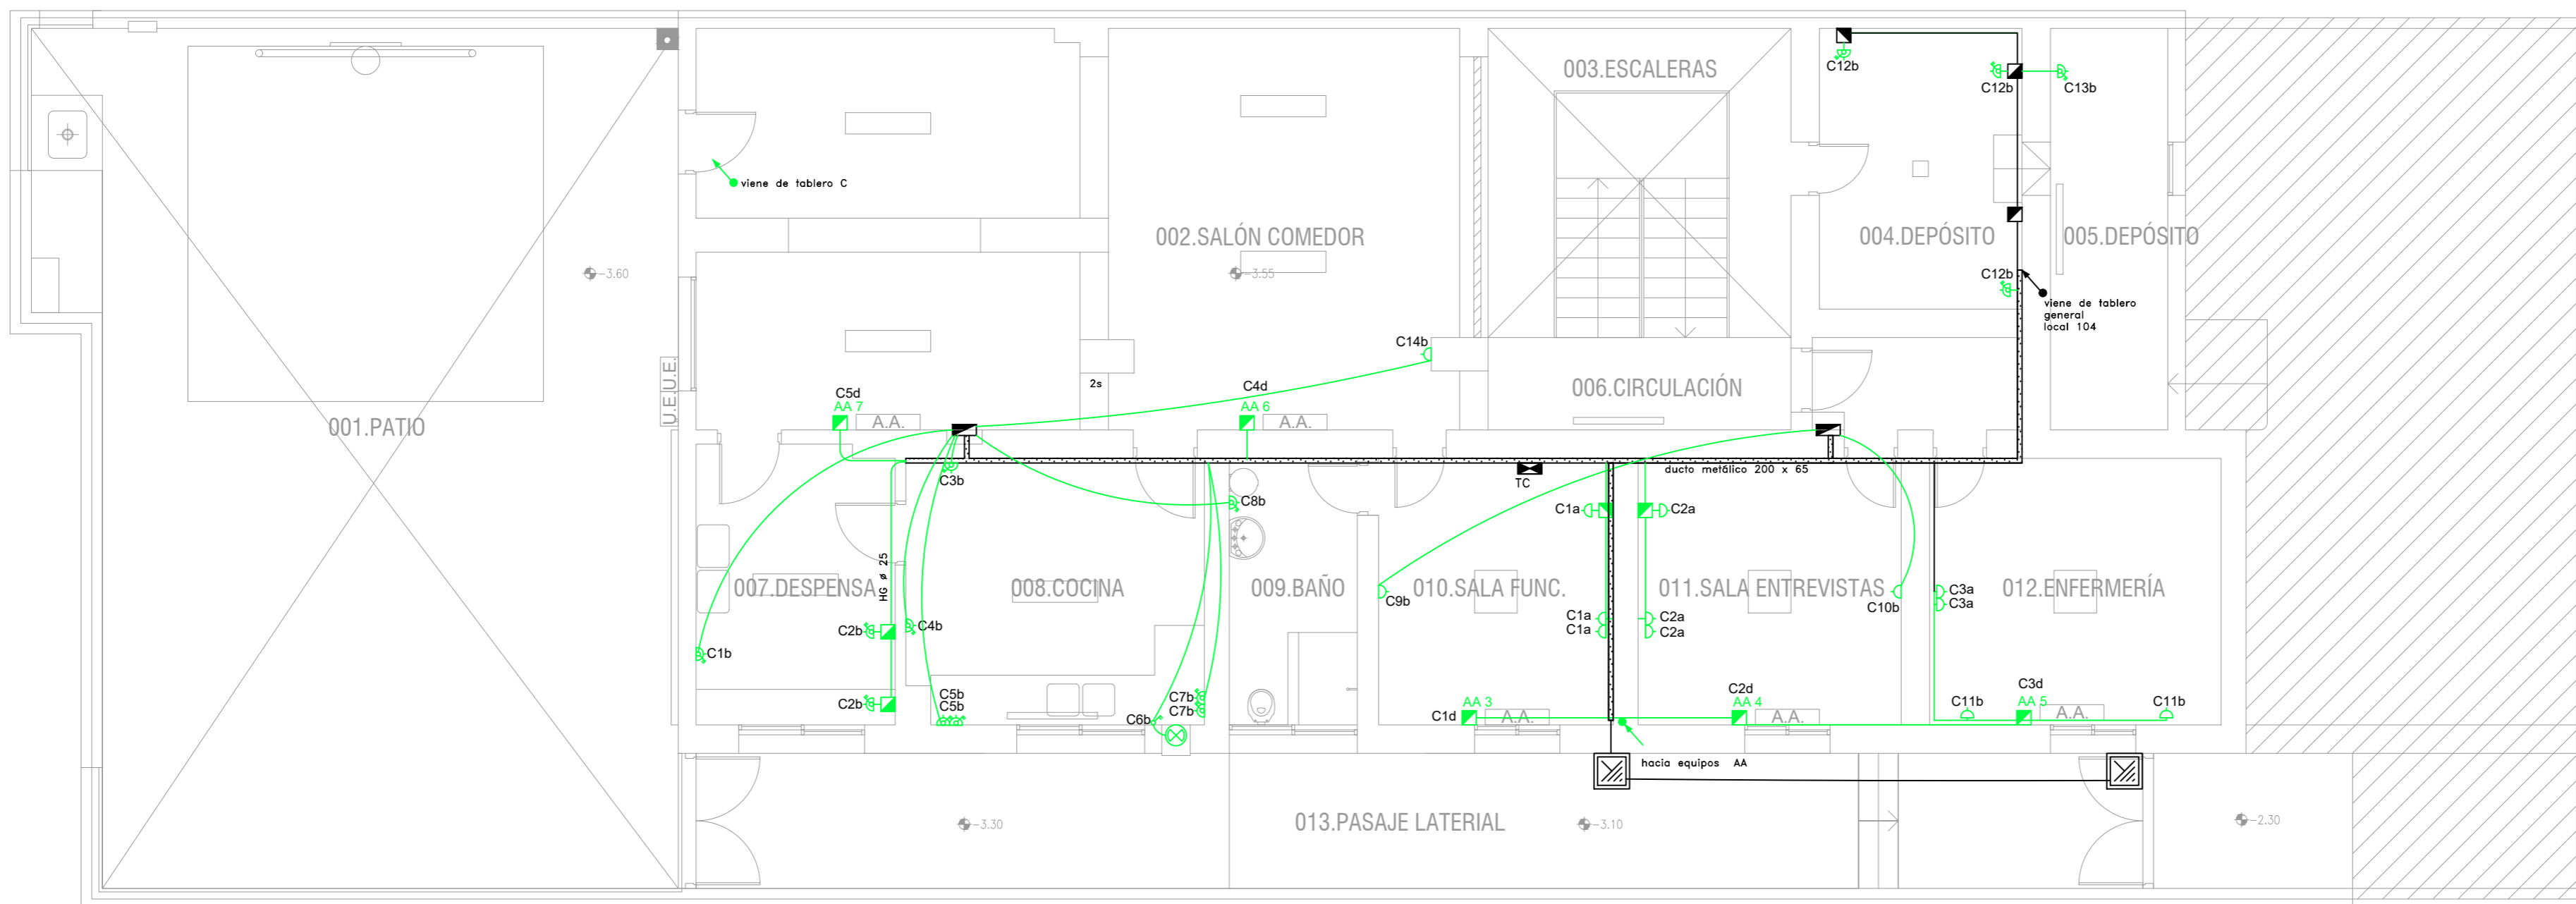 003.ESCALERAS
C12b
C12b
C13b
viene de tablero C
002.SALÓN COMEDOR
004.DEPÓSITO
005.DEPÓSITO
-3.60
-3.55
C12b
viene de tablero
general
local 104
C14b
U.E.U.E.
2s
006.CIRCULACIÓN
C5d
AA 7
A.A.
C4d
AA 6
A.A.
001.PATIO
C3b
TC
ducto metálico 200 x 65
C8b
C1a
C2a
HG ø 25
007.DESPENSA
008.COCINA
009.BAÑO
010.SALA FUNC.
011.SALA ENTREVISTAS
012.ENFERMERÍA
C9b
C10b
C3a
C3a
C2b
C4b
C1a
C1a
C2a
C2a
C1b
C2b
C5b
C5b
C6b
C7b
C7b
C1d
AA 3
A.A.
C2d
AA 4
A.A.
C11b
C3d
AA 5
A.A.
C11b
hacia equipos AA
-3.30
013.PASAJE LATERIAL
-3.10
-2.30